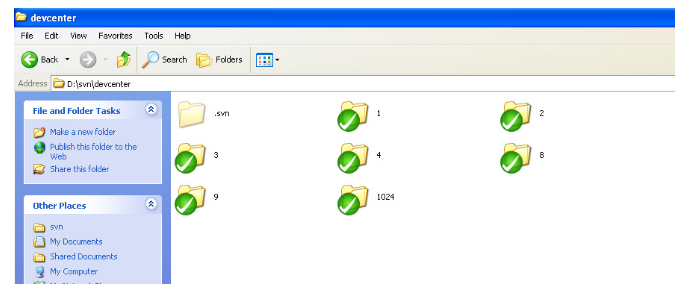 devcenter
File Edit View Favorites Tools Help
Back Search Folders
Address D:\svn\devcenter
File and Folder Tasks
Make a new folder
Publish this folder to the
Web
Share this folder
Other Places
svn
My Documents
Shared Documents
My Computer
.svn 1 2
3 4 8
9 1024